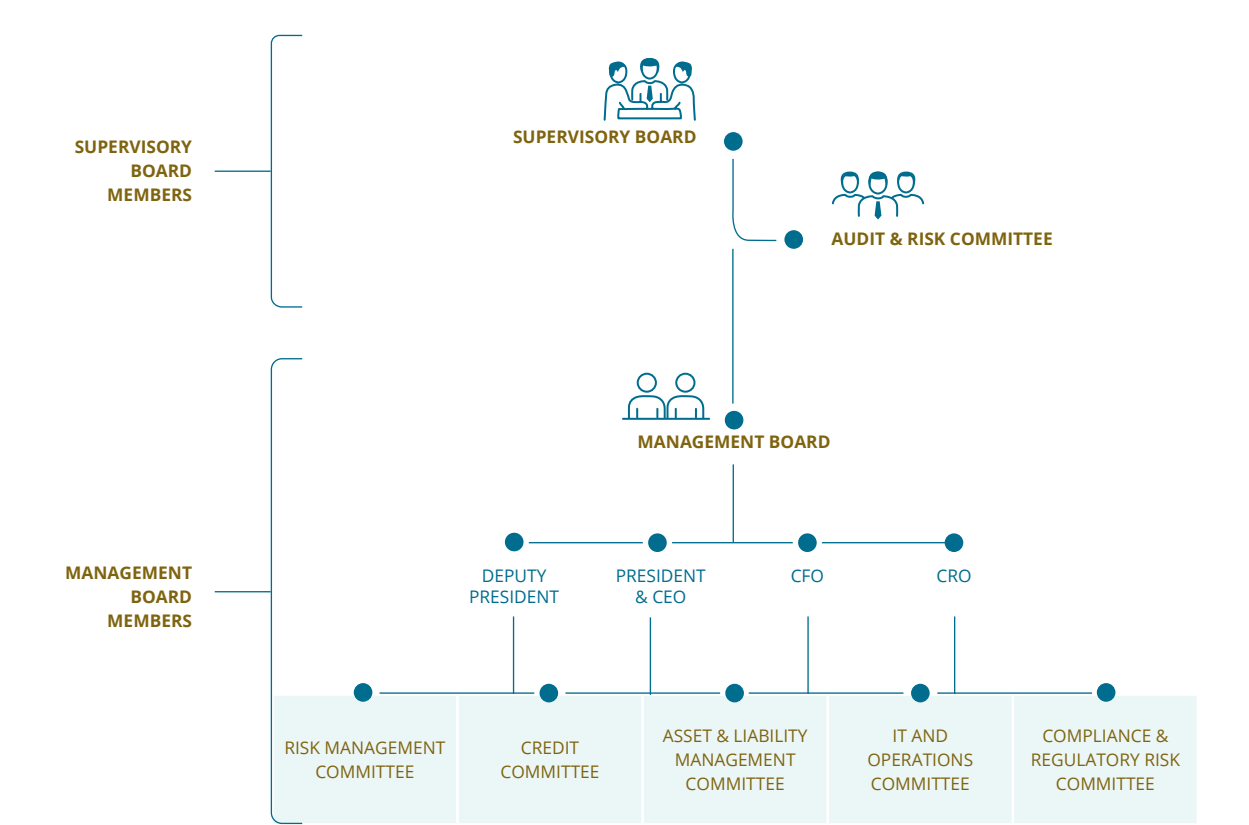 SUPERVISORY BOARD
SUPERVISORY
BOARD
MEMBERS
AUDIT & RISK COMMITTEE
MANAGEMENT BOARD
MANAGEMENT
BOARD
MEMBERS
DEPUTY
PRESIDENT
PRESIDENT
& CEO
CFO
CRO
RISK MANAGEMENT
COMMITTEE
CREDIT
COMMITTEE
ASSET & LIABILITY
MANAGEMENT
COMMITTEE
IT AND
OPERATIONS
COMMITTEE
COMPLIANCE &
REGULATORY RISK
COMMITTEE